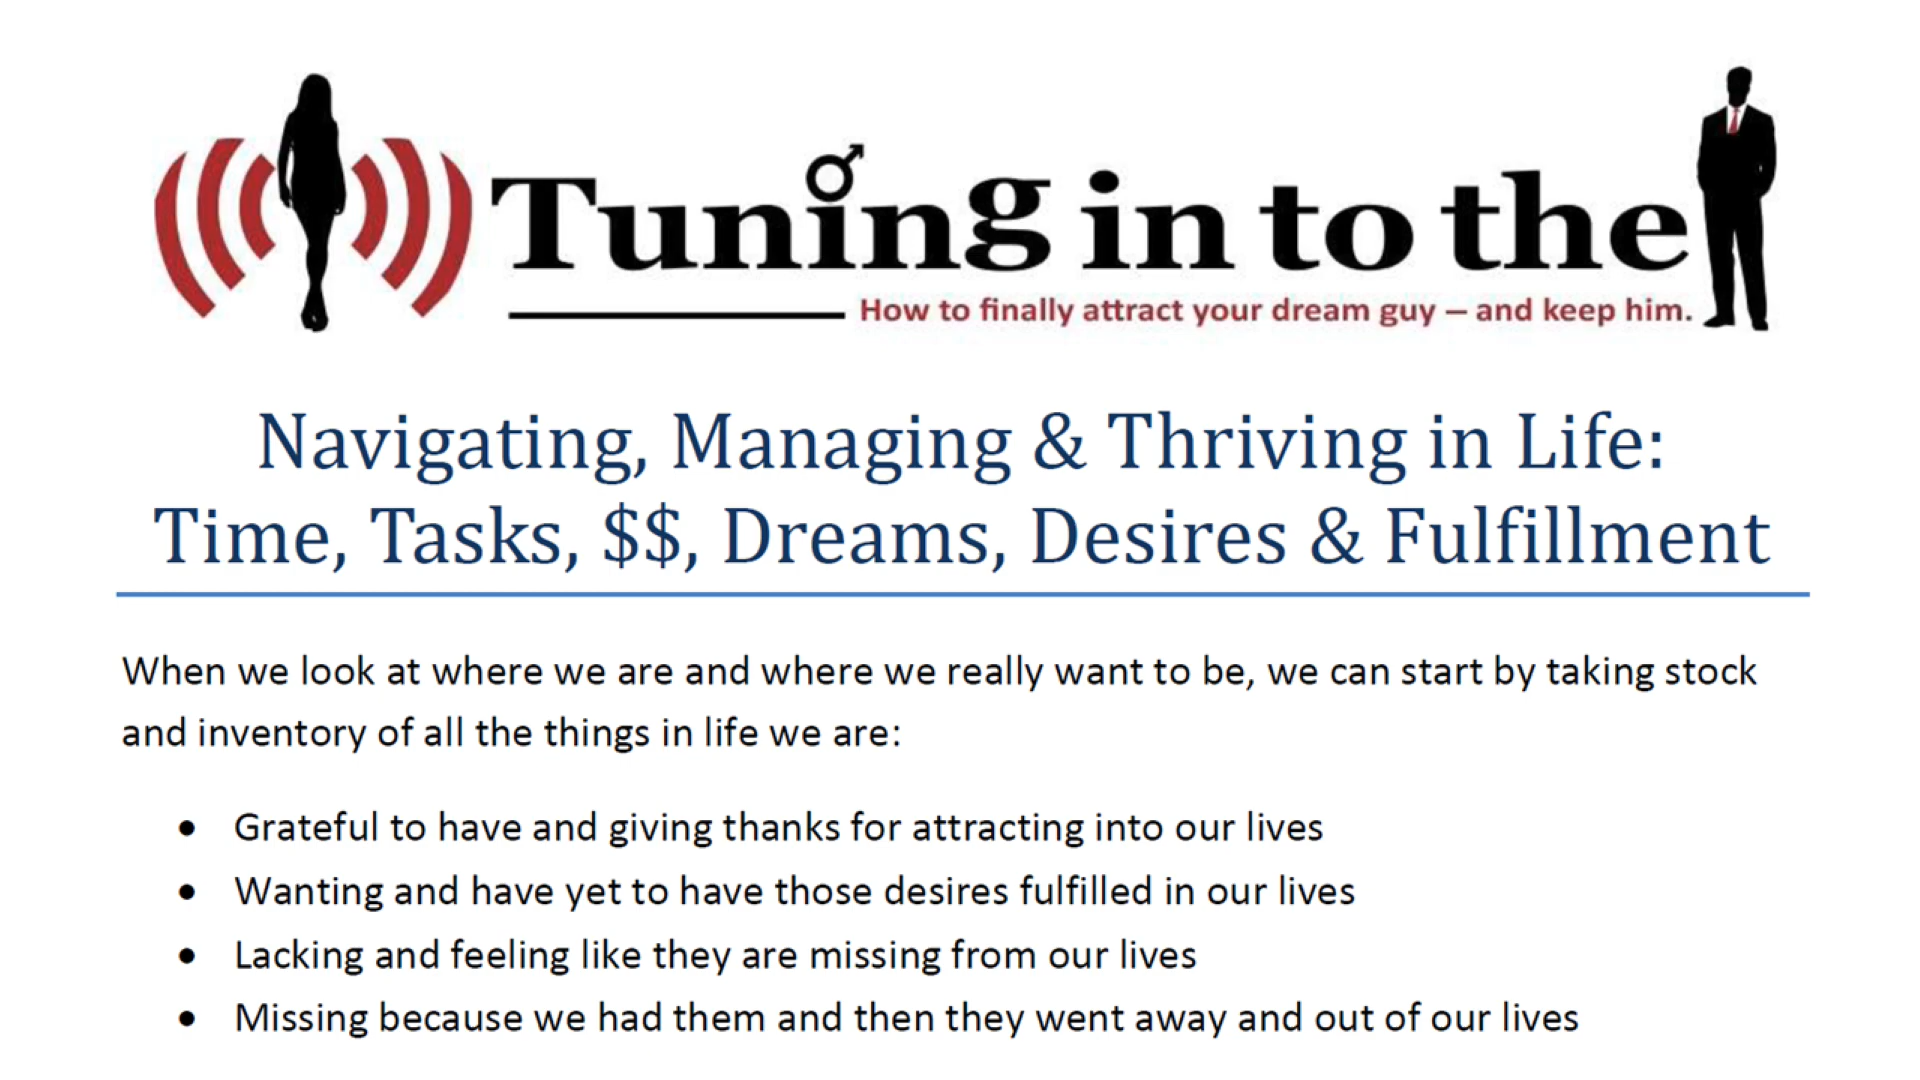 Tuning in to the
How to finally attract your dream guy – and keep him.
Navigating, Managing & Thriving in Life:
Time, Tasks, $$, Dreams, Desires & Fulfillment
When we look at where we are and where we really want to be, we can start by taking stock
and inventory of all the things in life we are:
• Grateful to have and giving thanks for attracting into our lives
• Wanting and have yet to have those desires fulfilled in our lives
• Lacking and feeling like they are missing from our lives
• Missing because we had them and then they went away and out of our lives